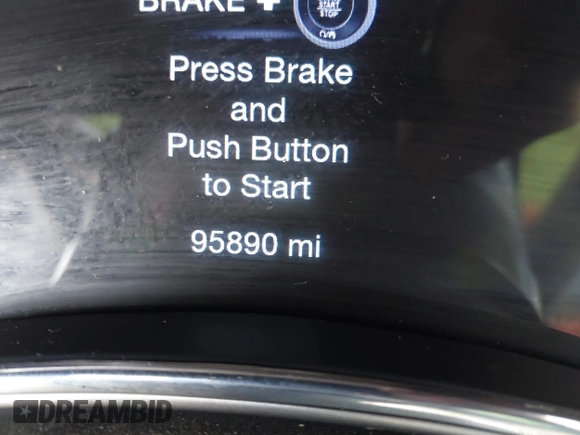 BRAKE +
START
STOP
Press Brake
and
Push Button
to Start
95890 mi
DREAMBID